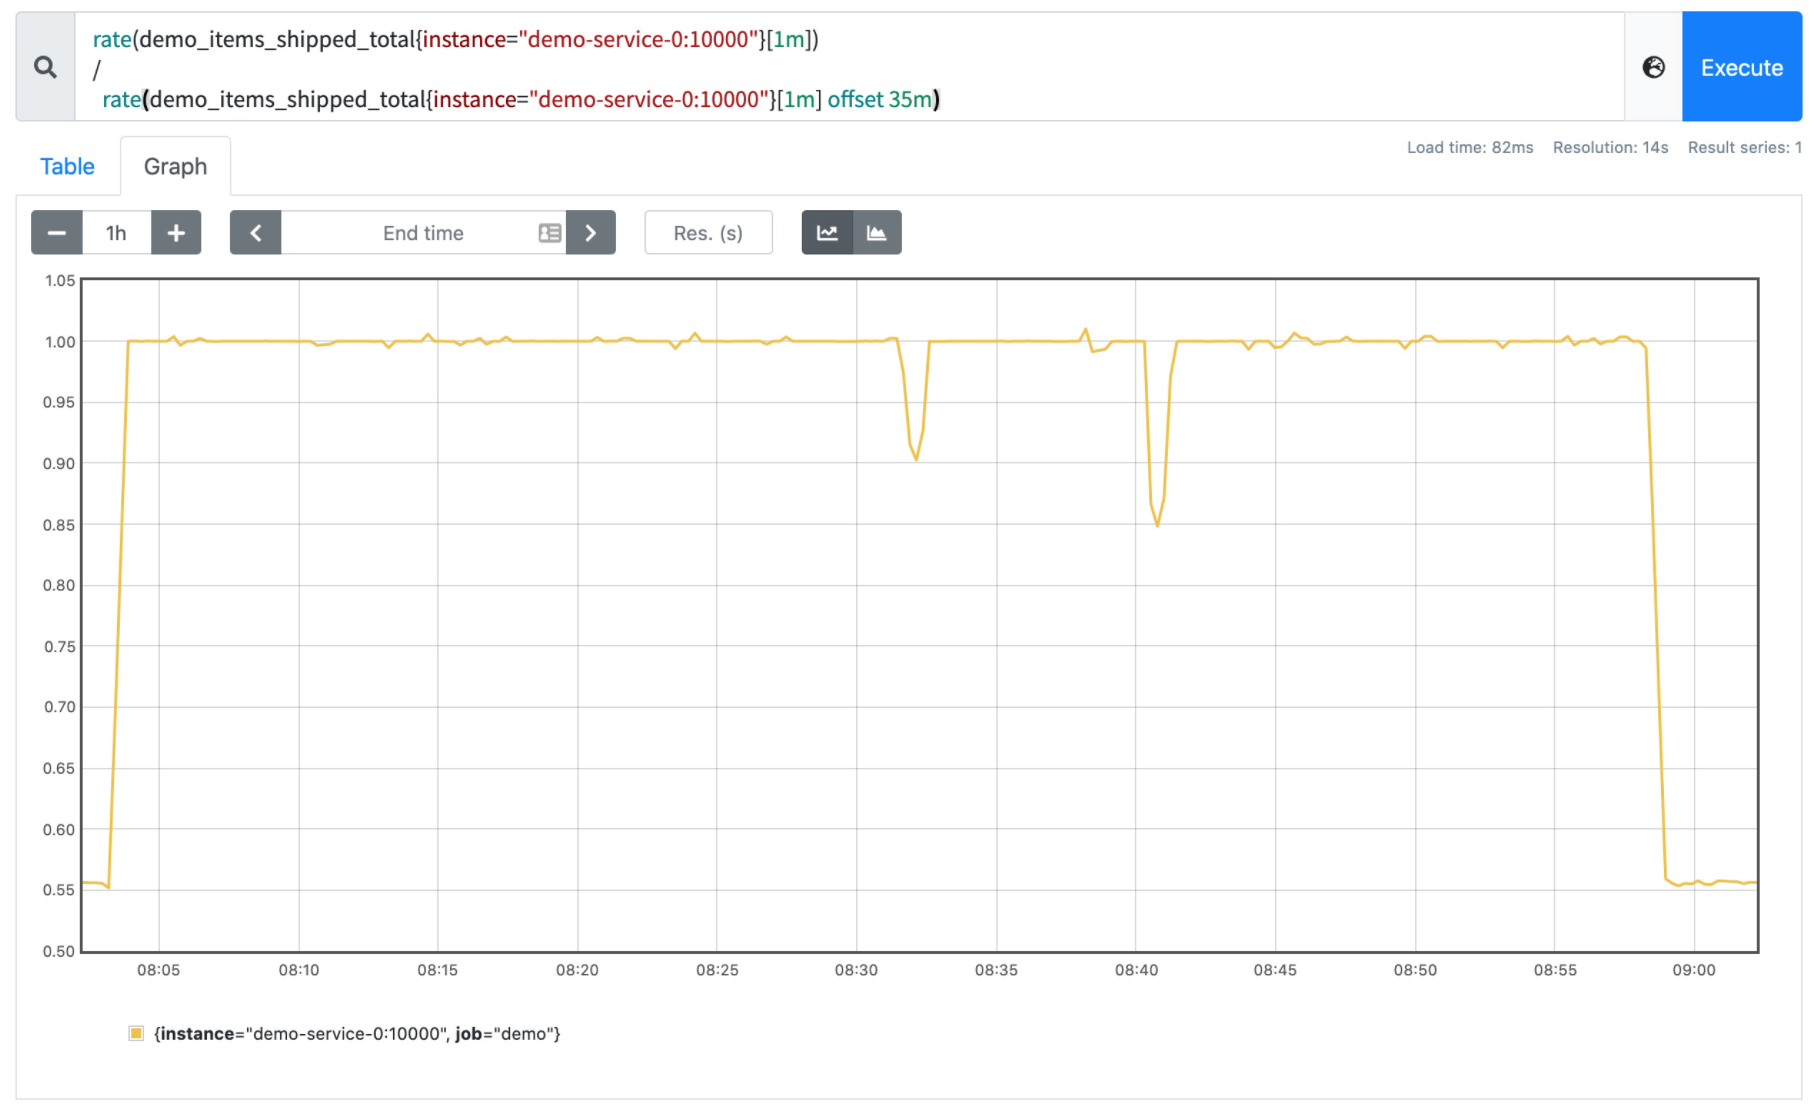 rate(demo_items_shipped_total{instance="demo-service-0:10000"}[1m])
/
rate(demo_items_shipped_total{instance="demo-service-0:10000"}[1m] offset 35m)
Execute
Load time: 82ms Resolution: 14s Result series: 1
Table Graph
1h End time Res. (s)
1.05
1.00
0.95
0.90
0.85
0.80
0.75
0.70
0.65
0.60
0.55
0.50
08:05 08:10 08:15 08:20 08:25 08:30 08:35 08:40 08:45 08:50 08:55 09:00
{instance="demo-service-0:10000", job="demo"}